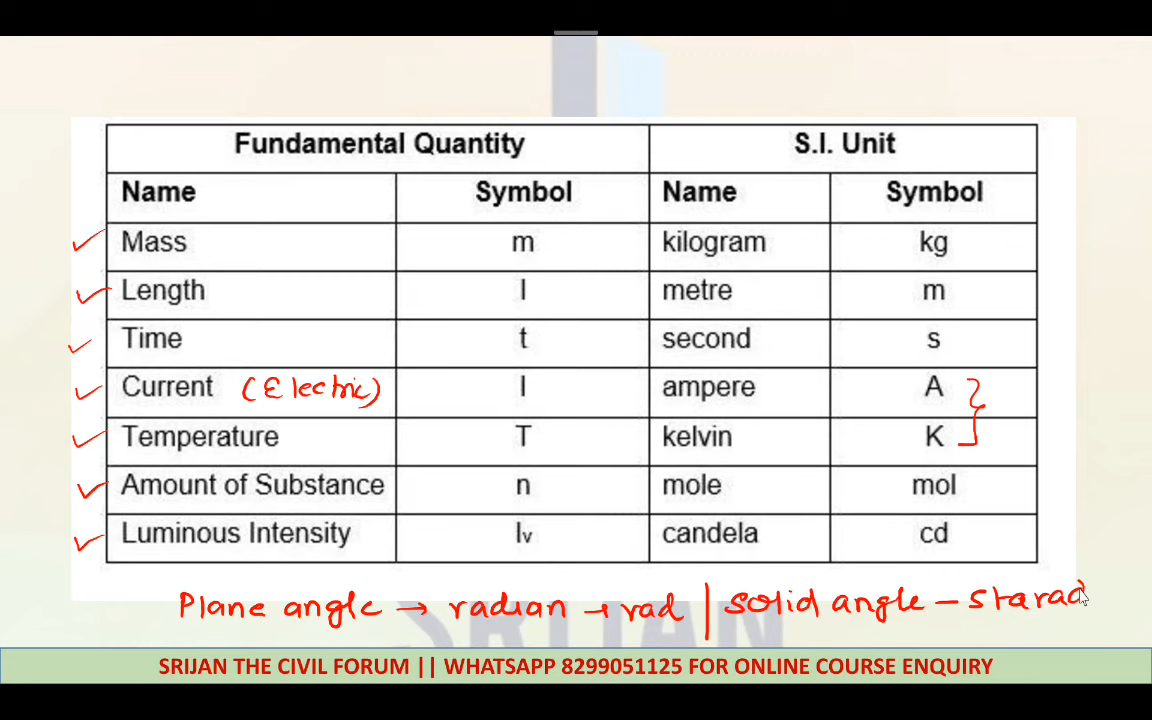 Fundamental Quantity S.I. Unit
Name Symbol Name Symbol
Mass m kilogram kg
Length l metre m
Time t second s
Current (Electric) I ampere A
Temperature T kelvin K
Amount of Substance n mole mol
Luminous Intensity Iv candela cd
Plane angle → radian → rad | Solid angle – starad
SRIJAN
SRIJAN THE CIVIL FORUM || WHATSAPP 8299051125 FOR ONLINE COURSE ENQUIRY